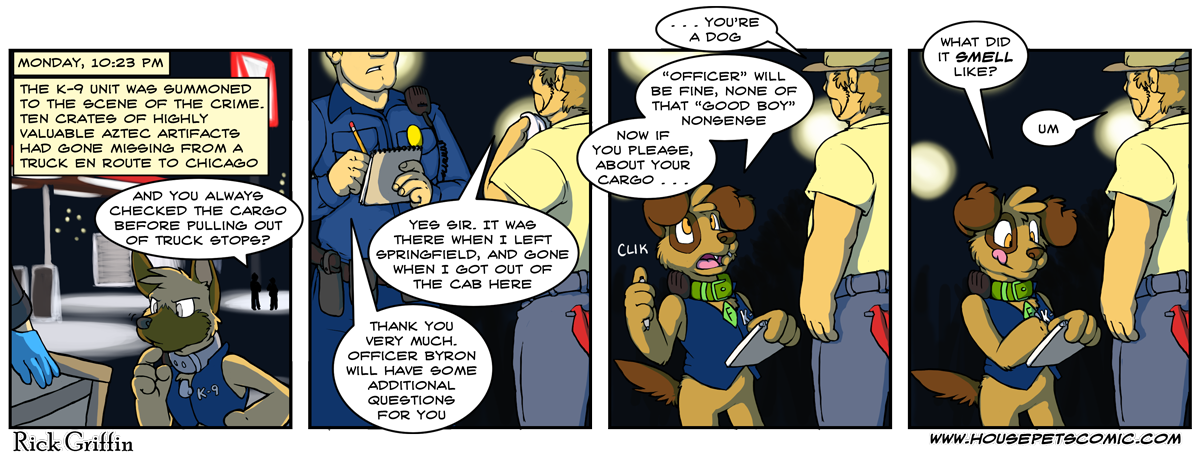 MONDAY, 10:23 PM
THE K-9 UNIT WAS SUMMONED
TO THE SCENE OF THE CRIME.
TEN CRATES OF HIGHLY
VALUABLE AZTEC ARTIFACTS
HAD GONE MISSING FROM A
TRUCK EN ROUTE TO CHICAGO
AND YOU ALWAYS
CHECKED THE CARGO
BEFORE PULLING OUT
OF TRUCK STOPS?
K-9
YES SIR. IT WAS
THERE WHEN I LEFT
SPRINGFIELD, AND GONE
WHEN I GOT OUT OF
THE CAB HERE
THANK YOU
VERY MUCH.
OFFICER BYRON
WILL HAVE SOME
ADDITIONAL
QUESTIONS
FOR YOU
. . . YOU'RE
A DOG
"OFFICER" WILL
BE FINE, NONE OF
THAT "GOOD BOY"
NONSENSE
NOW IF
YOU PLEASE,
ABOUT YOUR
CARGO . . .
CLIK
F
K-
WHAT DID
IT SMELL
LIKE?
UM
F
K-
Rick Griffin
WWW.HOUSEPETSCOMIC.COM